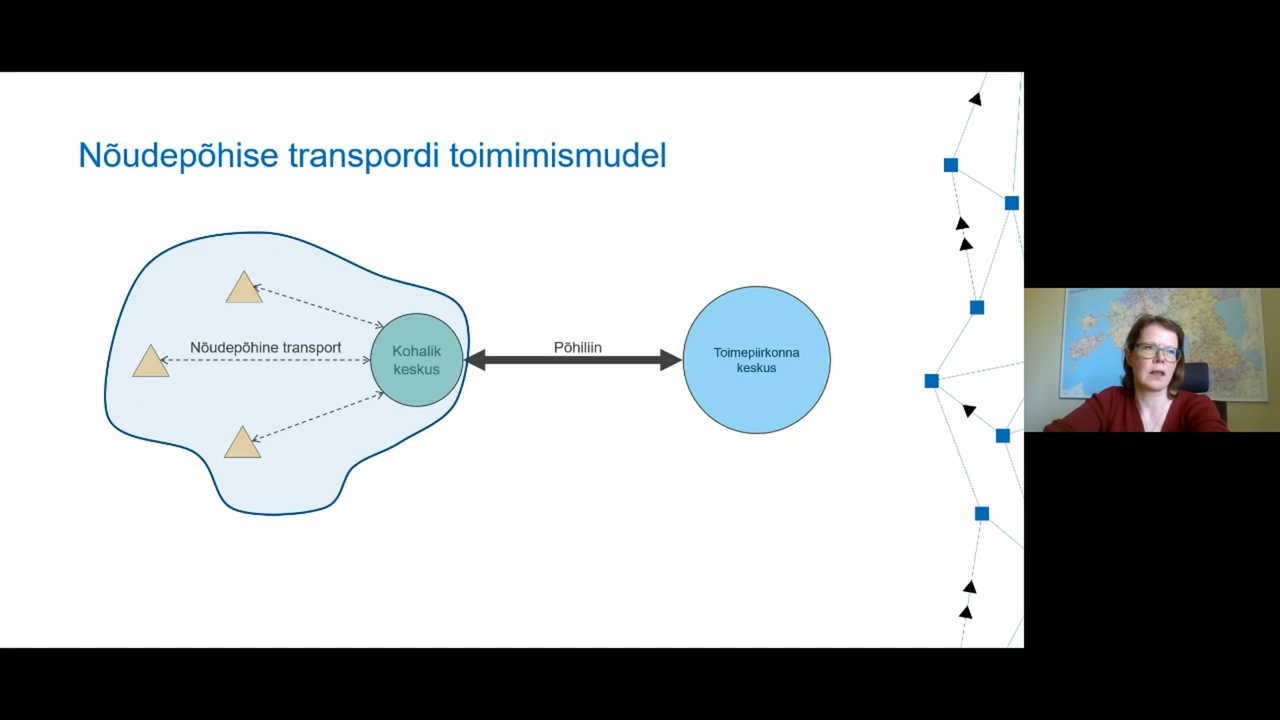 Nõudepõhise transpordi toimimismudel
Nõudepõhine transport
Kohalik
keskus
Põhiliin
Toimepiirkonna
keskus